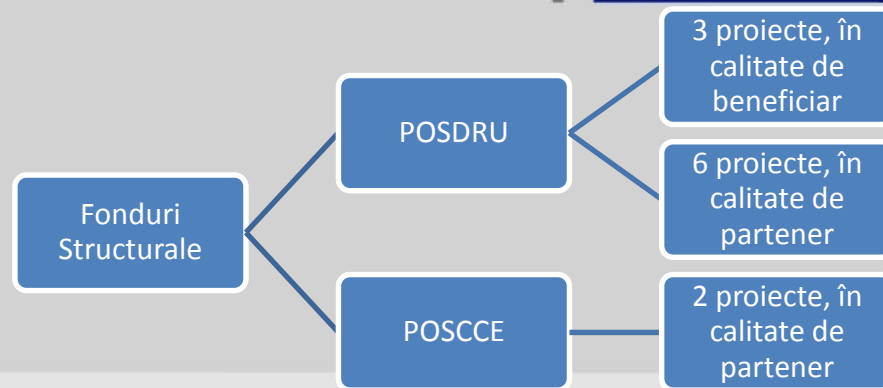 Fonduri
Structurale
POSDRU
3 proiecte, în
calitate de
beneficiar
6 proiecte, în
calitate de
partener
POSCCE
2 proiecte, în
calitate de
partener